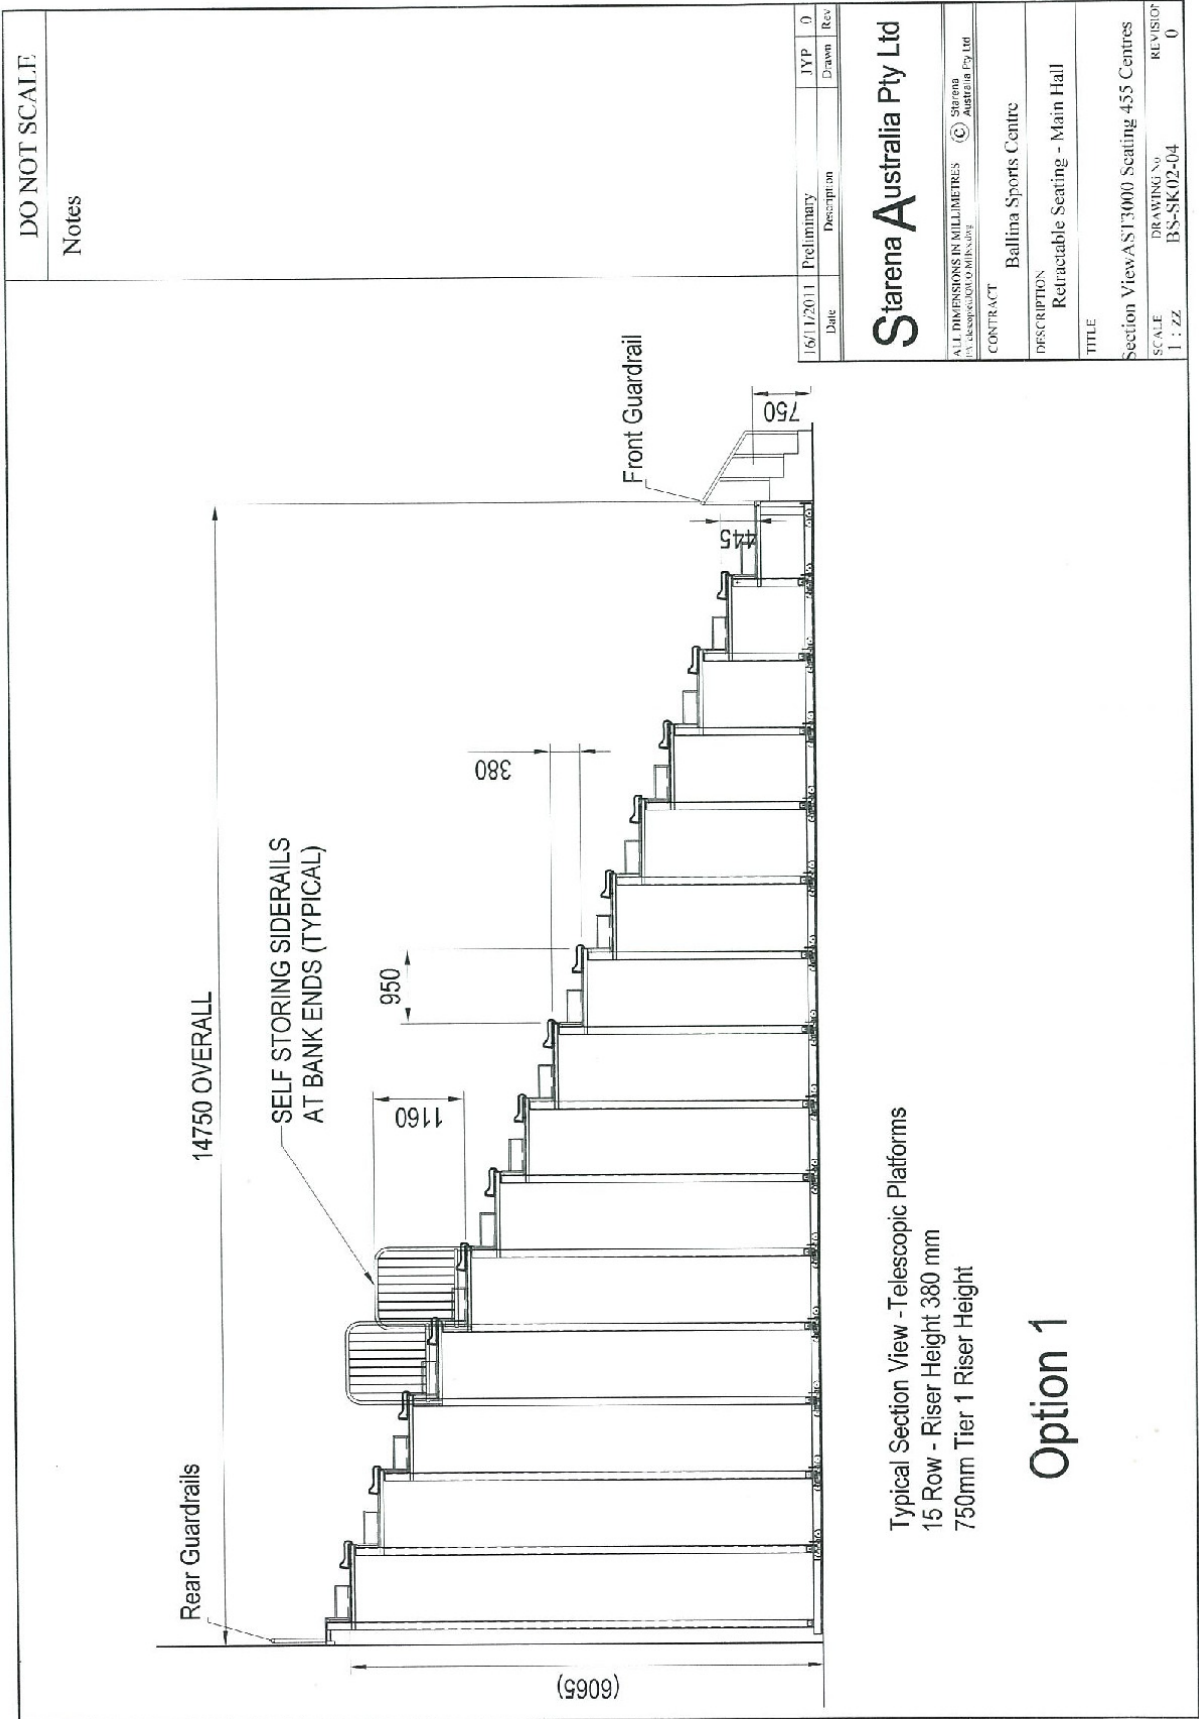 DO NOT SCALE
Notes
Rear Guardrails
14750 OVERALL
SELF STORING SIDERAILS
AT BANK ENDS (TYPICAL)
1160
950
380
445
Front Guardrail
750
(6065)
Typical Section View -Telescopic Platforms
15 Row - Riser Height 380 mm
750mm Tier 1 Riser Height
Option 1
16/11/2011 Preliminary JYP 0
Date Description Drawn Rev
Starena Australia Pty Ltd
ALL DIMENSIONS IN MILLIMETRES
© Starena
Australia Pty Ltd
CONTRACT
Ballina Sports Centre
DESCRIPTION
Retractable Seating - Main Hall
TITLE
Section ViewAST3000 Seating 455 Centres
SCALE DRAWING No REVISION
1 : ZZ BS-SK02-04 0